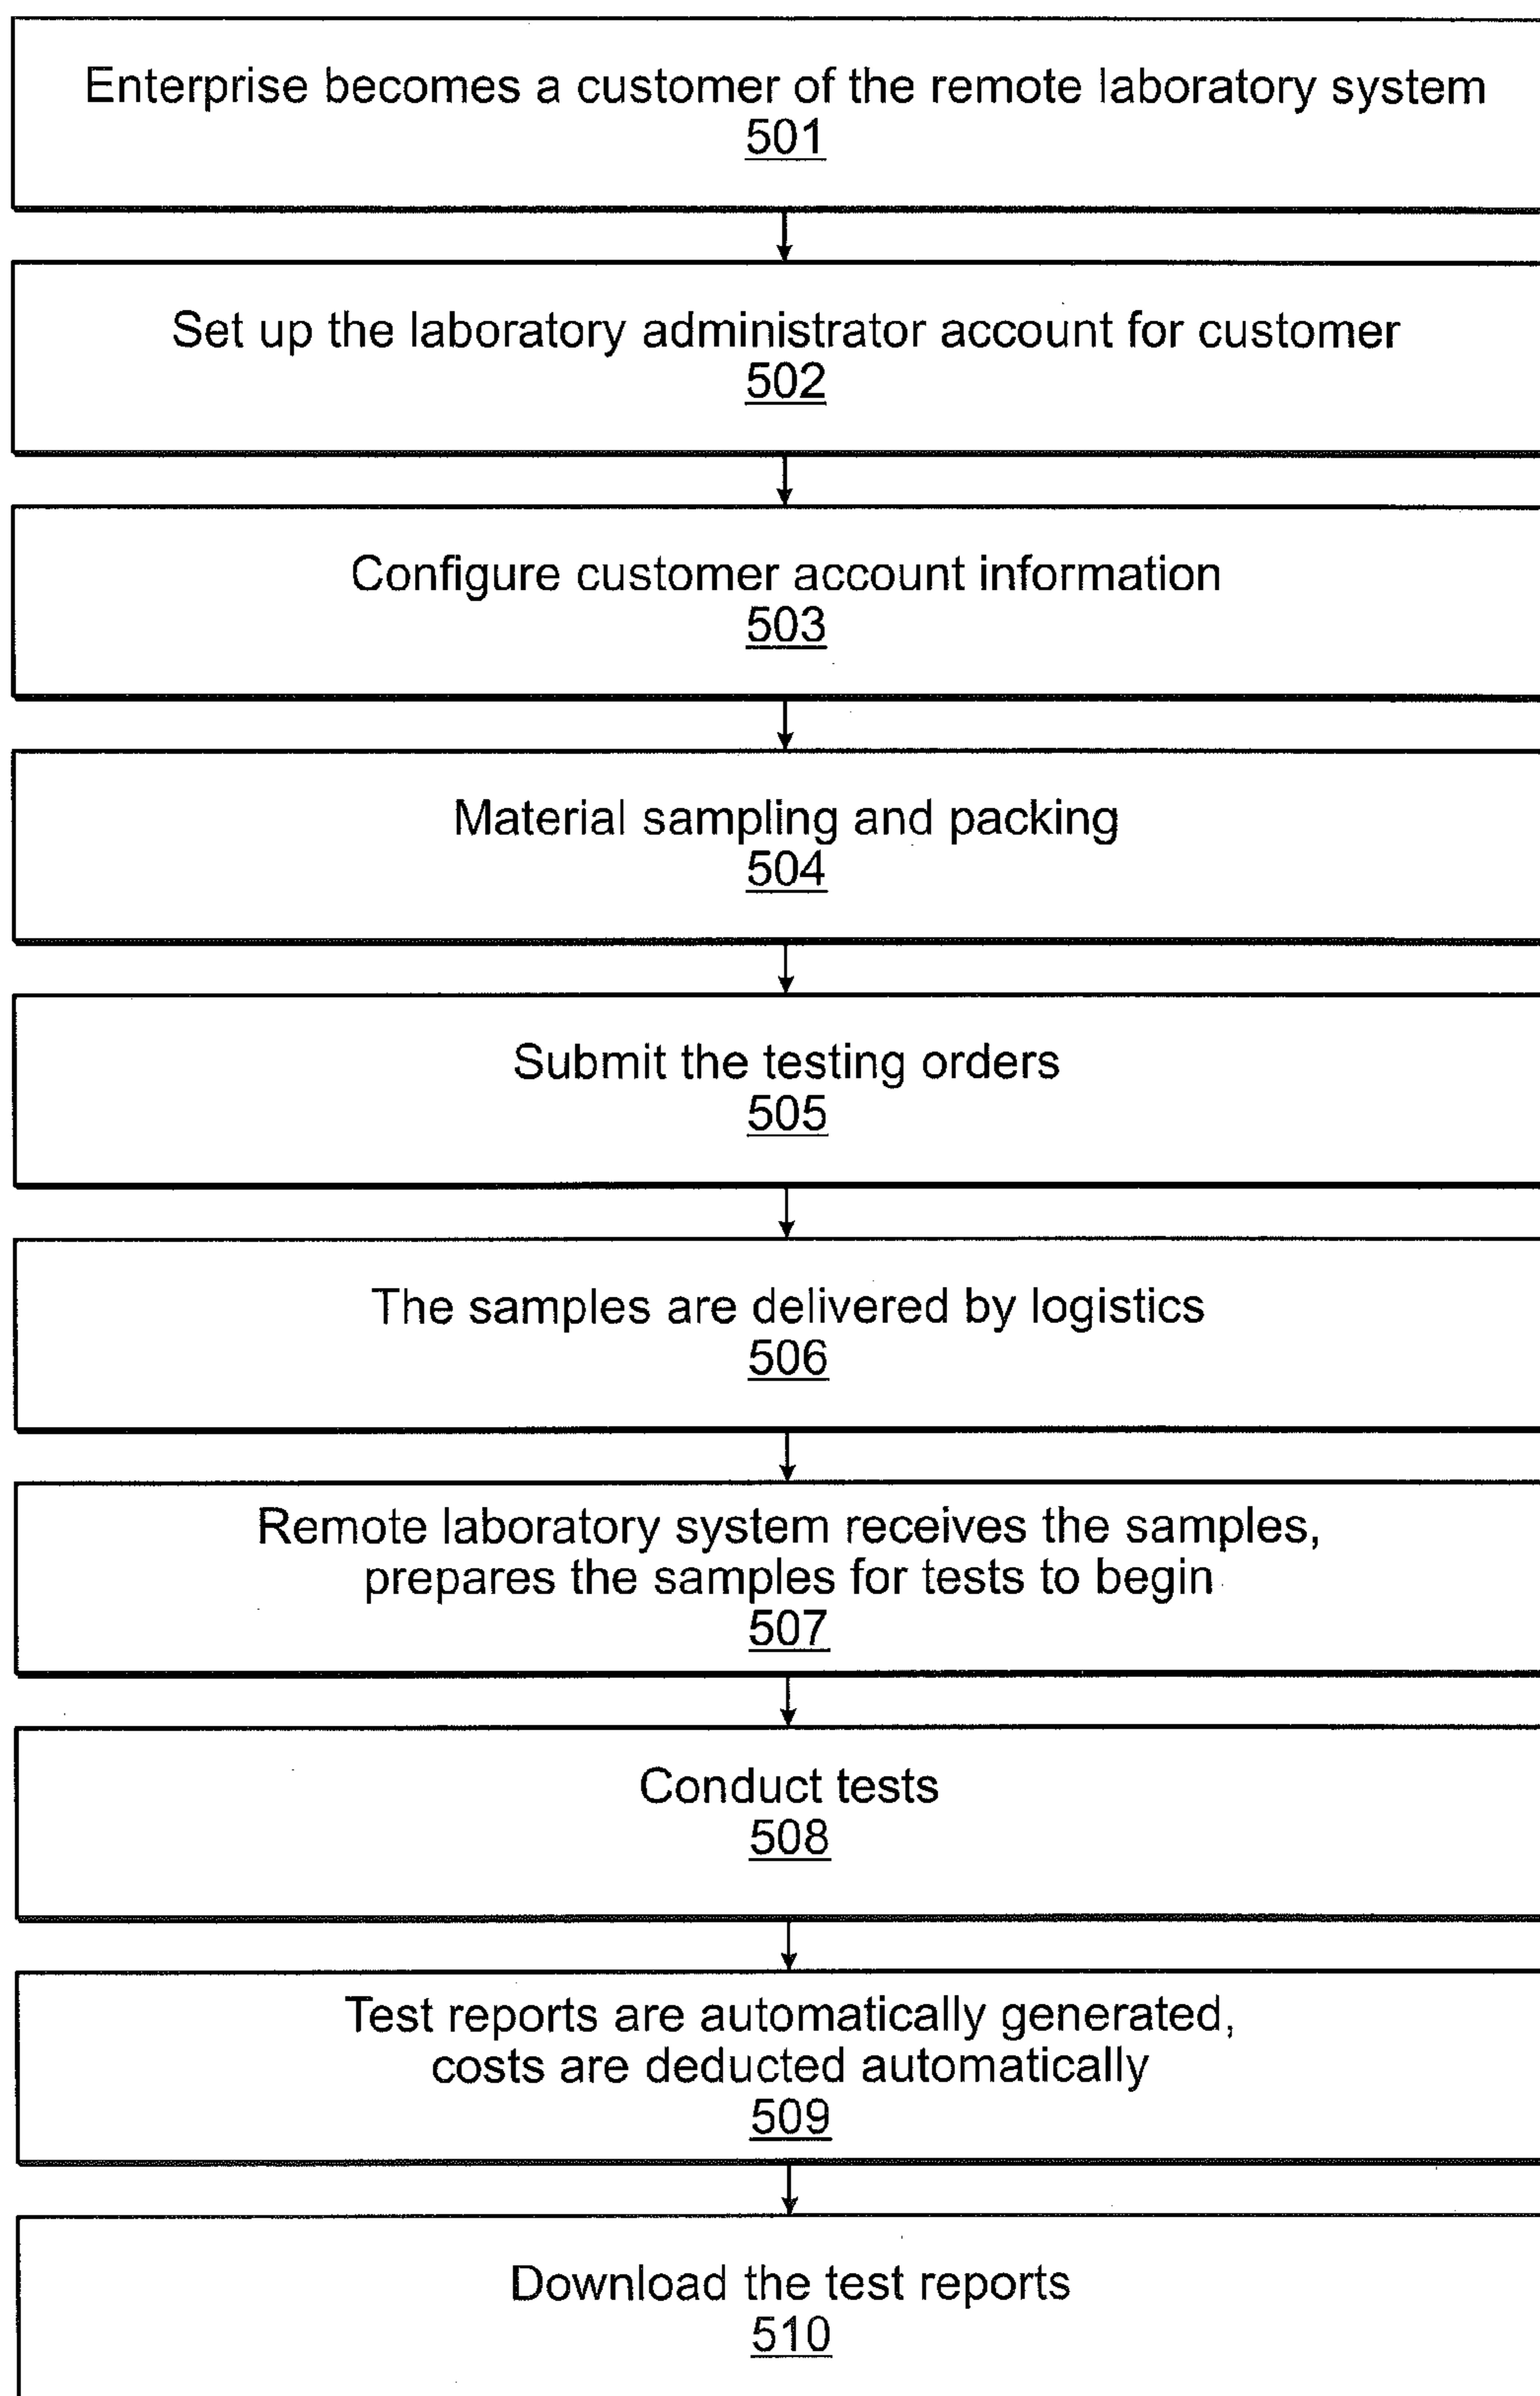 Enterprise becomes a customer of the remote laboratory system
501
Set up the laboratory administrator account for customer
502
Configure customer account information
503
Material sampling and packing
504
Submit the testing orders
505
The samples are delivered by logistics
506
Remote laboratory system receives the samples,
prepares the samples for tests to begin
507
Conduct tests
508
Test reports are automatically generated,
costs are deducted automatically
509
Download the test reports
510